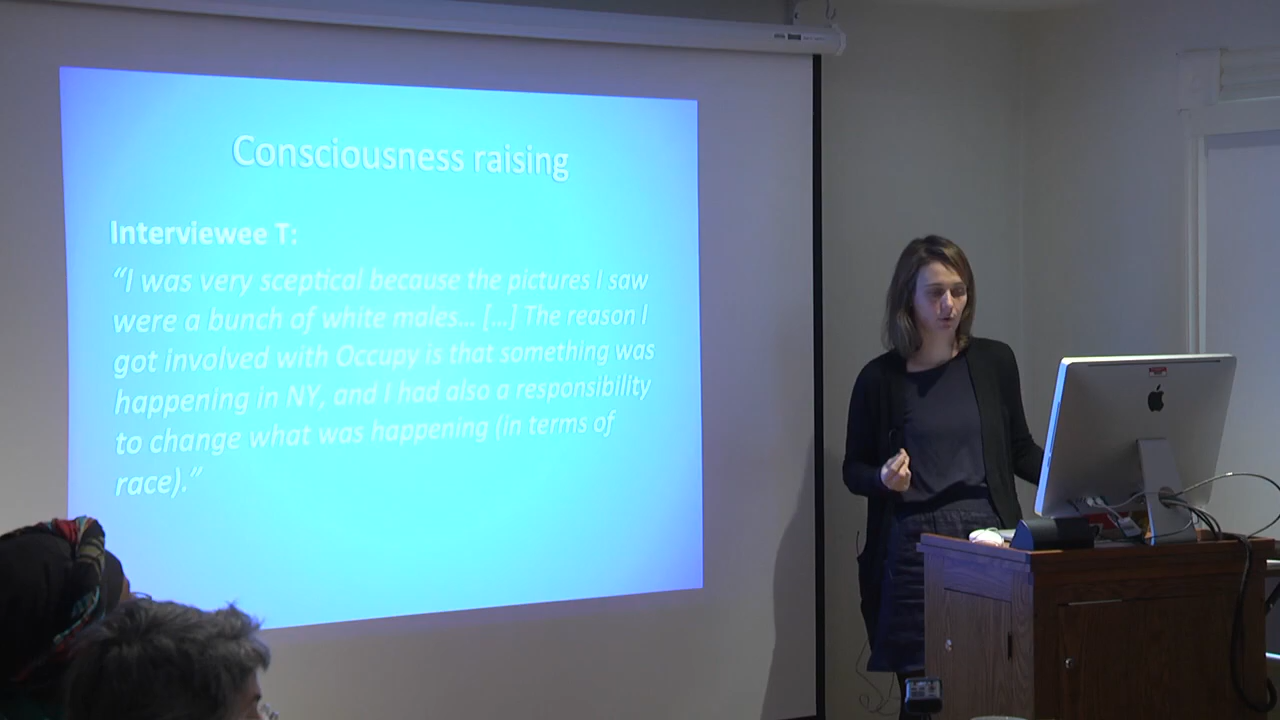 Consciousness raising
Interviewee T:
“I was very sceptical because the pictures I saw
were a bunch of white males... [...] The reason I
got involved with Occupy is that something was
happening in NY, and I had also a responsibility
to change what was happening (in terms of
race).”